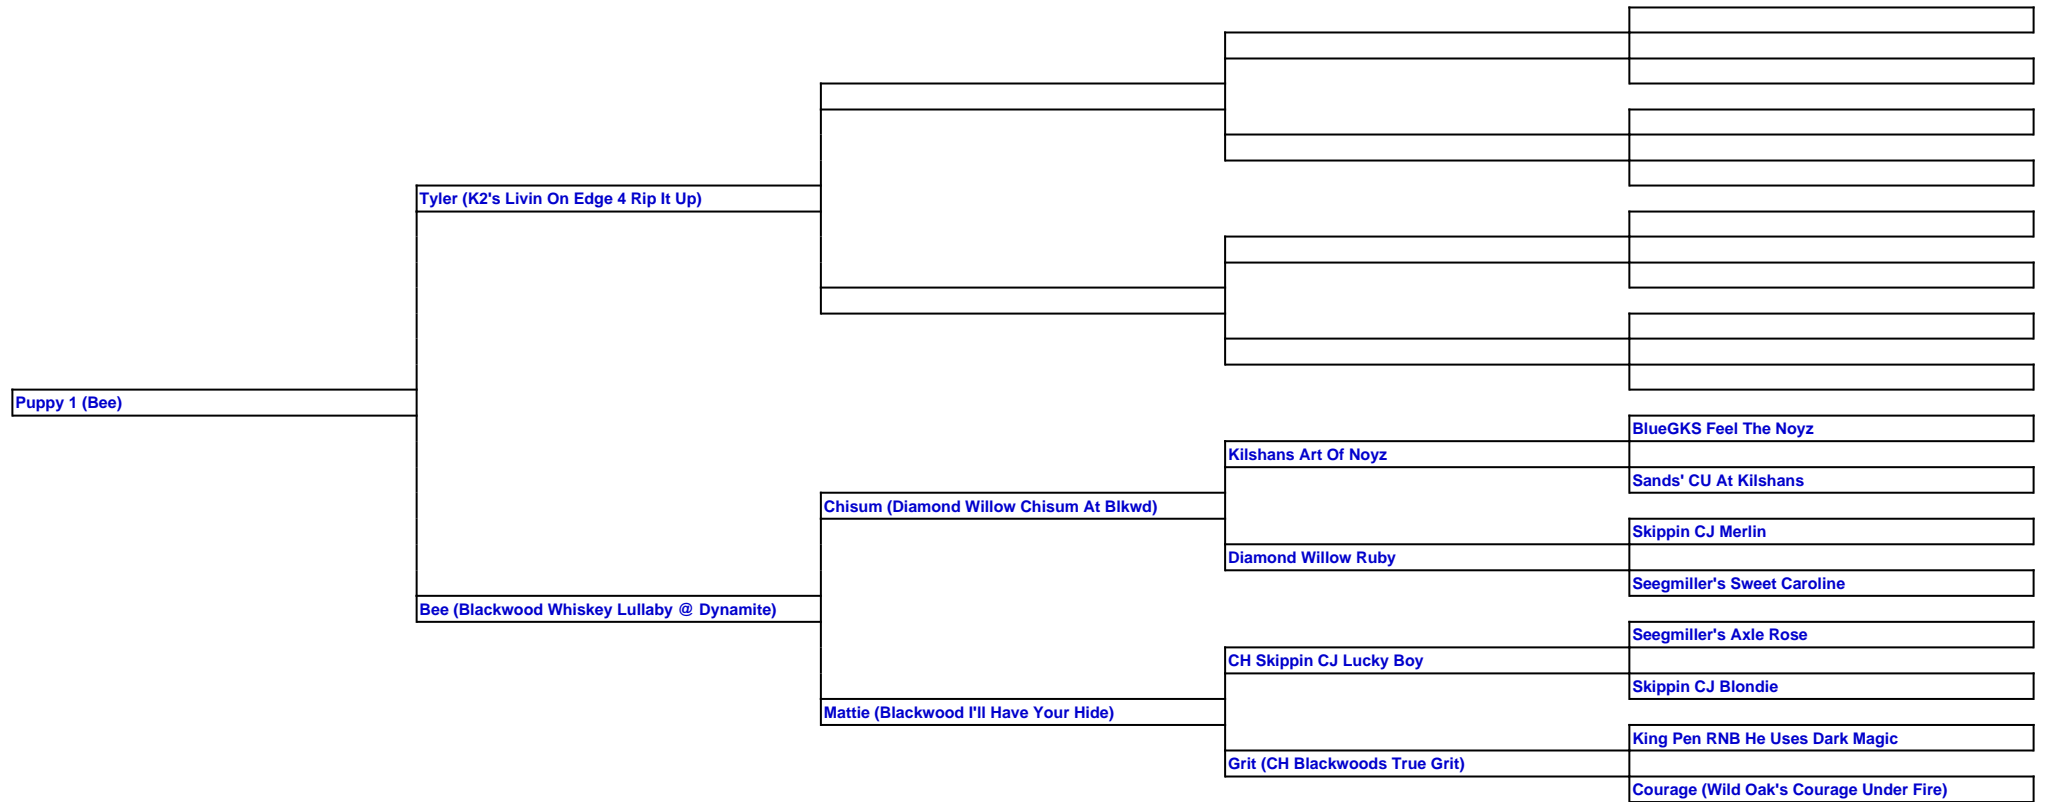 Tyler (K2's Livin On Edge 4 Rip It Up)
Puppy 1 (Bee)
BlueGKS Feel The Noyz
Kilshans Art Of Noyz
Sands' CU At Kilshans
Chisum (Diamond Willow Chisum At Blkwd)
Skippin CJ Merlin
Diamond Willow Ruby
Seegmiller's Sweet Caroline
Bee (Blackwood Whiskey Lullaby @ Dynamite)
Seegmiller's Axle Rose
CH Skippin CJ Lucky Boy
Skippin CJ Blondie
Mattie (Blackwood I'll Have Your Hide)
King Pen RNB He Uses Dark Magic
Grit (CH Blackwoods True Grit)
Courage (Wild Oak's Courage Under Fire)